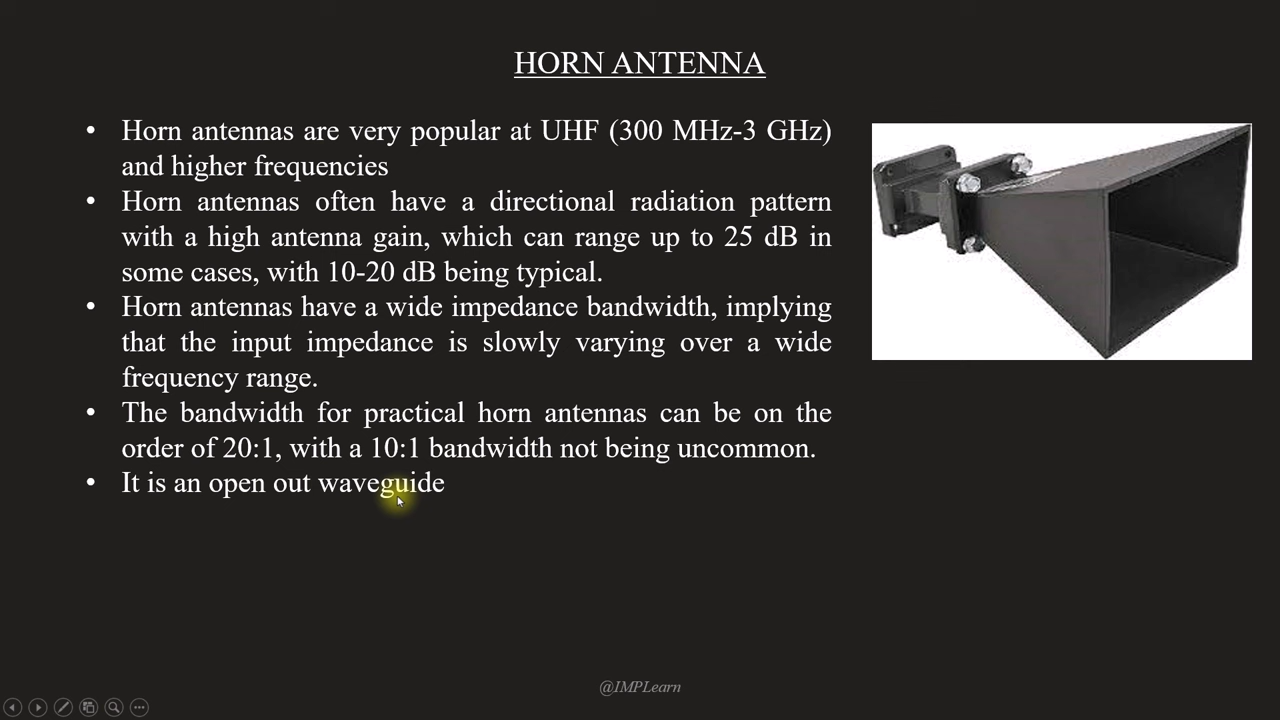 HORN ANTENNA
• Horn antennas are very popular at UHF (300 MHz-3 GHz)
and higher frequencies
• Horn antennas often have a directional radiation pattern
with a high antenna gain, which can range up to 25 dB in
some cases, with 10-20 dB being typical.
• Horn antennas have a wide impedance bandwidth, implying
that the input impedance is slowly varying over a wide
frequency range.
• The bandwidth for practical horn antennas can be on the
order of 20:1, with a 10:1 bandwidth not being uncommon.
• It is an open out waveguide
@IMPLearn